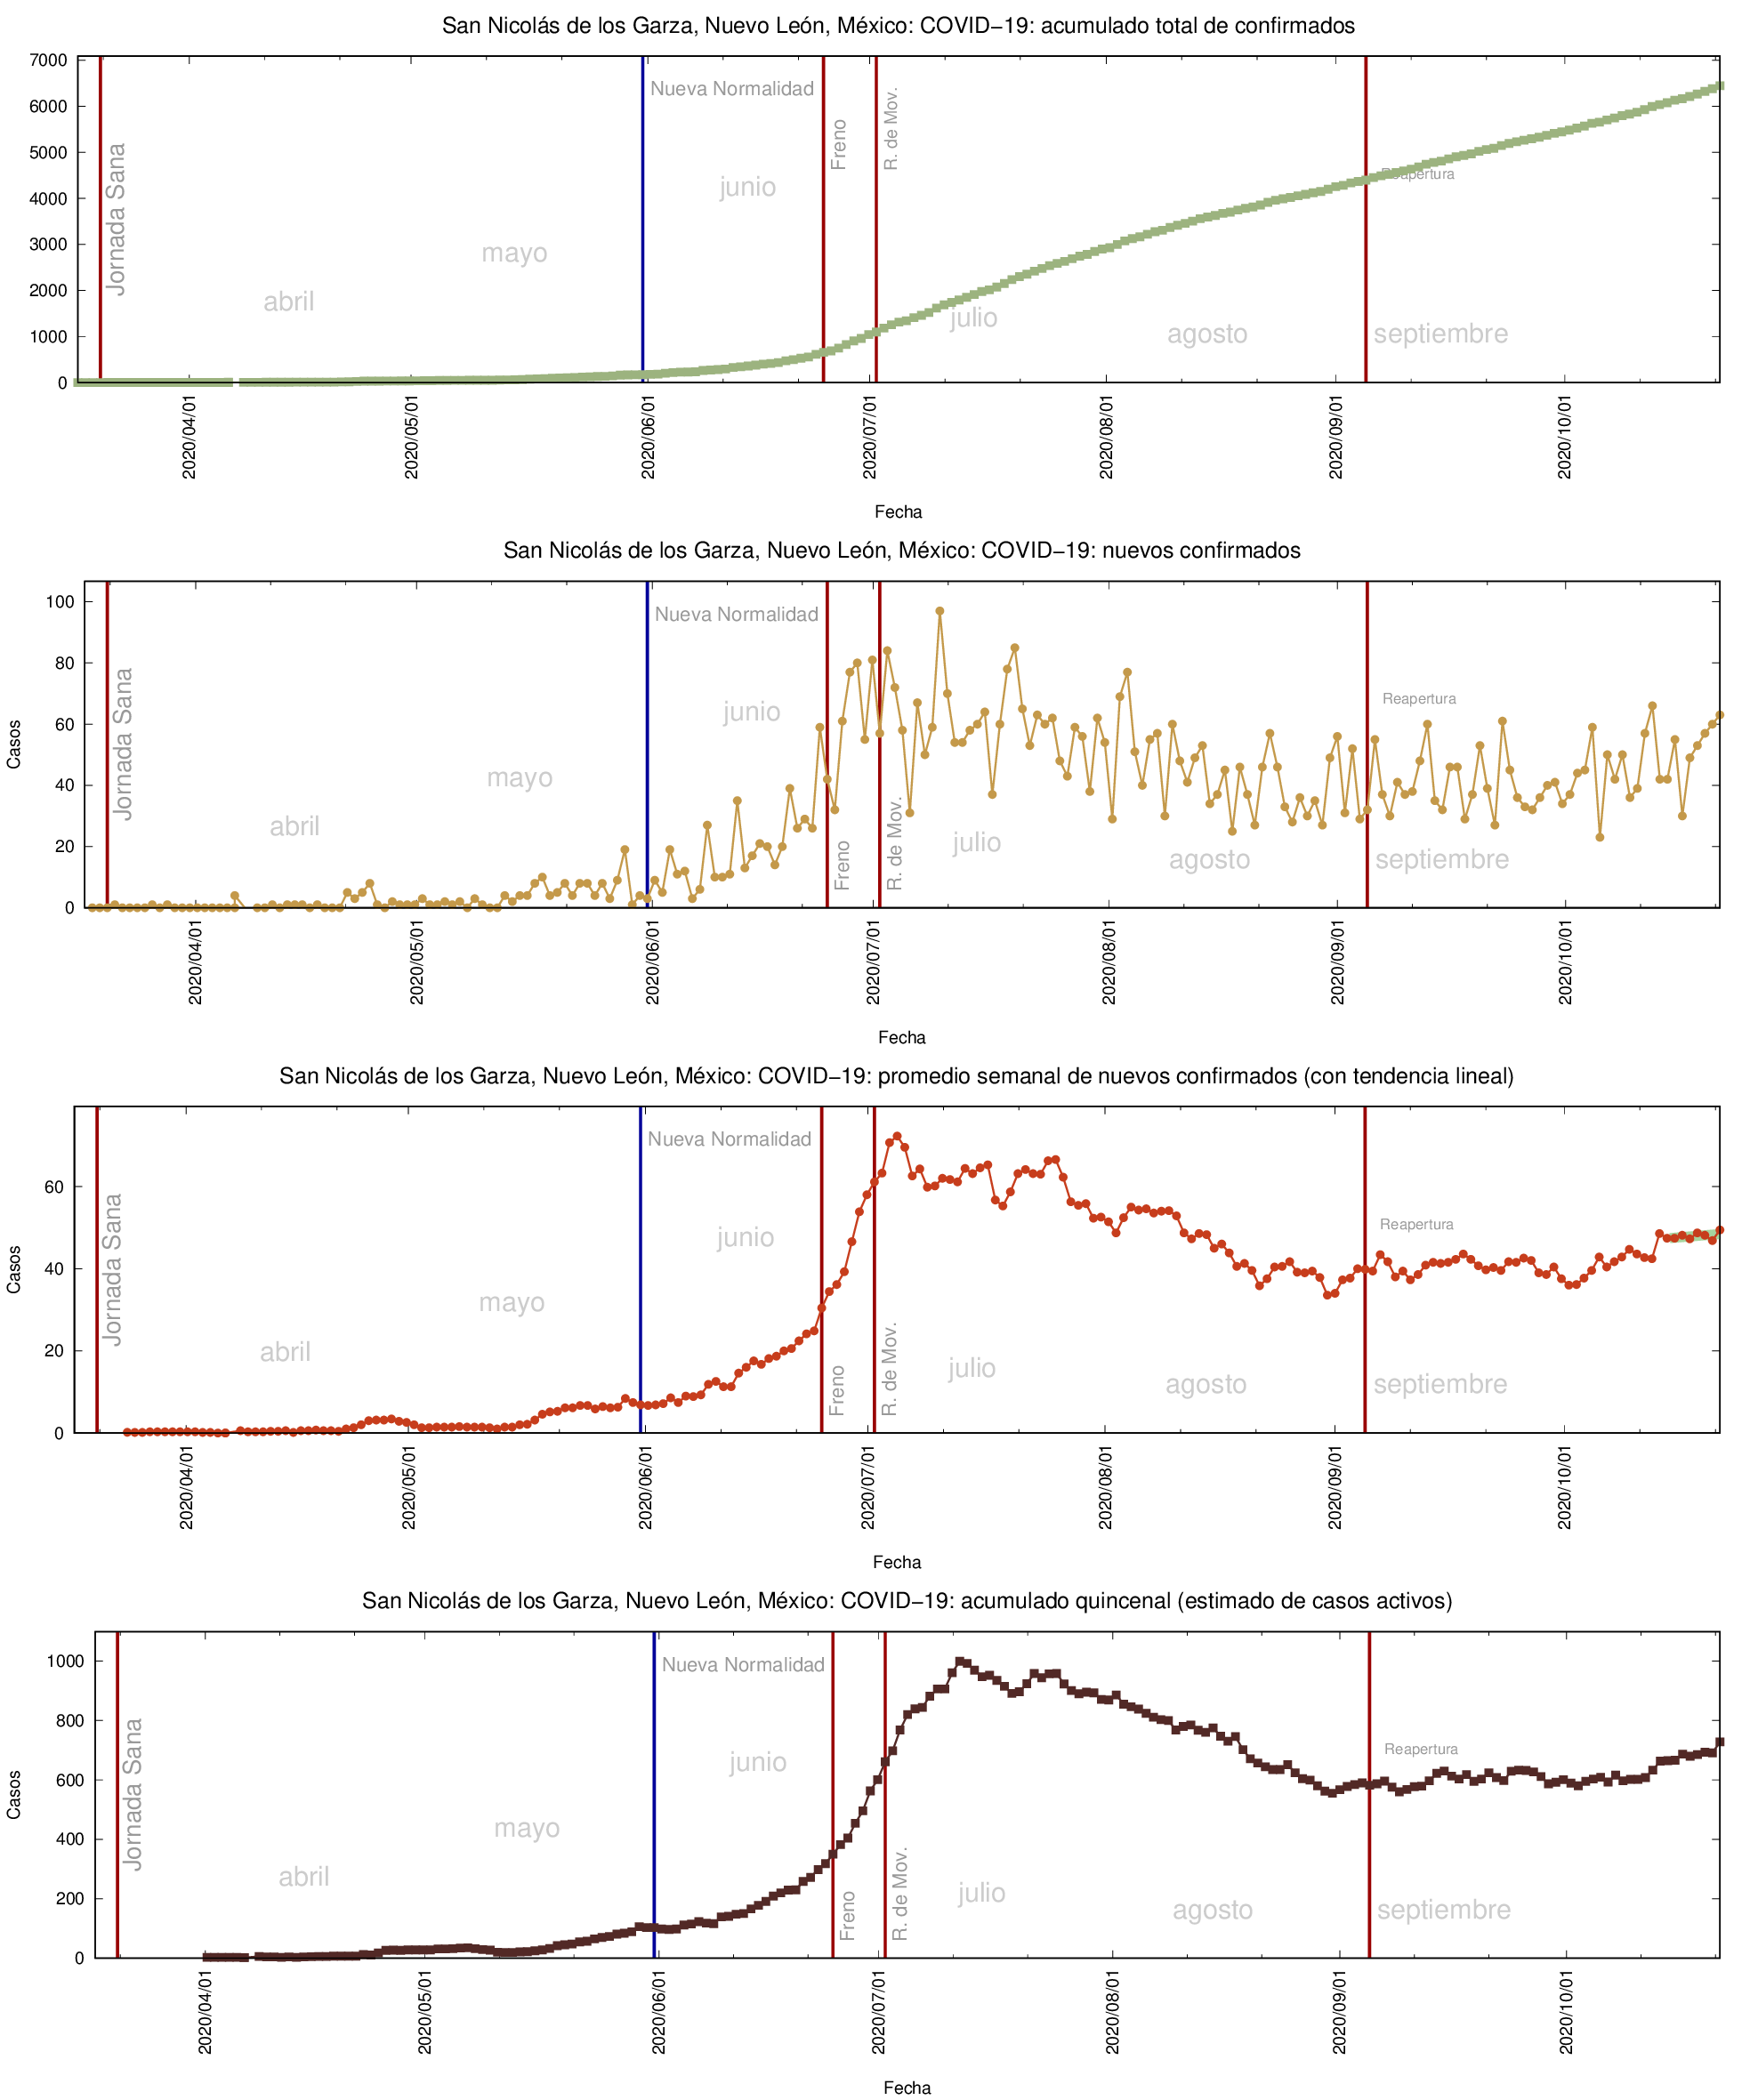 San Nicolás de los Garza, Nuevo León, México: COVID−19: acumulado total de confirmados
7000
6000
5000
4000
3000
2000
1000
0
Jornada Sana
abril
mayo
Nueva Normalidad
junio
Freno
R. de Mov.
julio
agosto
Reapertura
septiembre
2020/04/01
2020/05/01
2020/06/01
2020/07/01
2020/08/01
2020/09/01
2020/10/01
Fecha
San Nicolás de los Garza, Nuevo León, México: COVID−19: nuevos confirmados
Casos
100
80
60
40
20
0
Jornada Sana
abril
mayo
Nueva Normalidad
junio
Freno
R. de Mov.
julio
agosto
Reapertura
septiembre
2020/04/01
2020/05/01
2020/06/01
2020/07/01
2020/08/01
2020/09/01
2020/10/01
Fecha
San Nicolás de los Garza, Nuevo León, México: COVID−19: promedio semanal de nuevos confirmados (con tendencia lineal)
Casos
60
40
20
0
Jornada Sana
abril
mayo
Nueva Normalidad
junio
Freno
R. de Mov.
julio
agosto
Reapertura
septiembre
2020/04/01
2020/05/01
2020/06/01
2020/07/01
2020/08/01
2020/09/01
2020/10/01
Fecha
San Nicolás de los Garza, Nuevo León, México: COVID−19: acumulado quincenal (estimado de casos activos)
Casos
1000
800
600
400
200
0
Jornada Sana
abril
mayo
Nueva Normalidad
junio
Freno
R. de Mov.
julio
agosto
Reapertura
septiembre
2020/04/01
2020/05/01
2020/06/01
2020/07/01
2020/08/01
2020/09/01
2020/10/01
Fecha